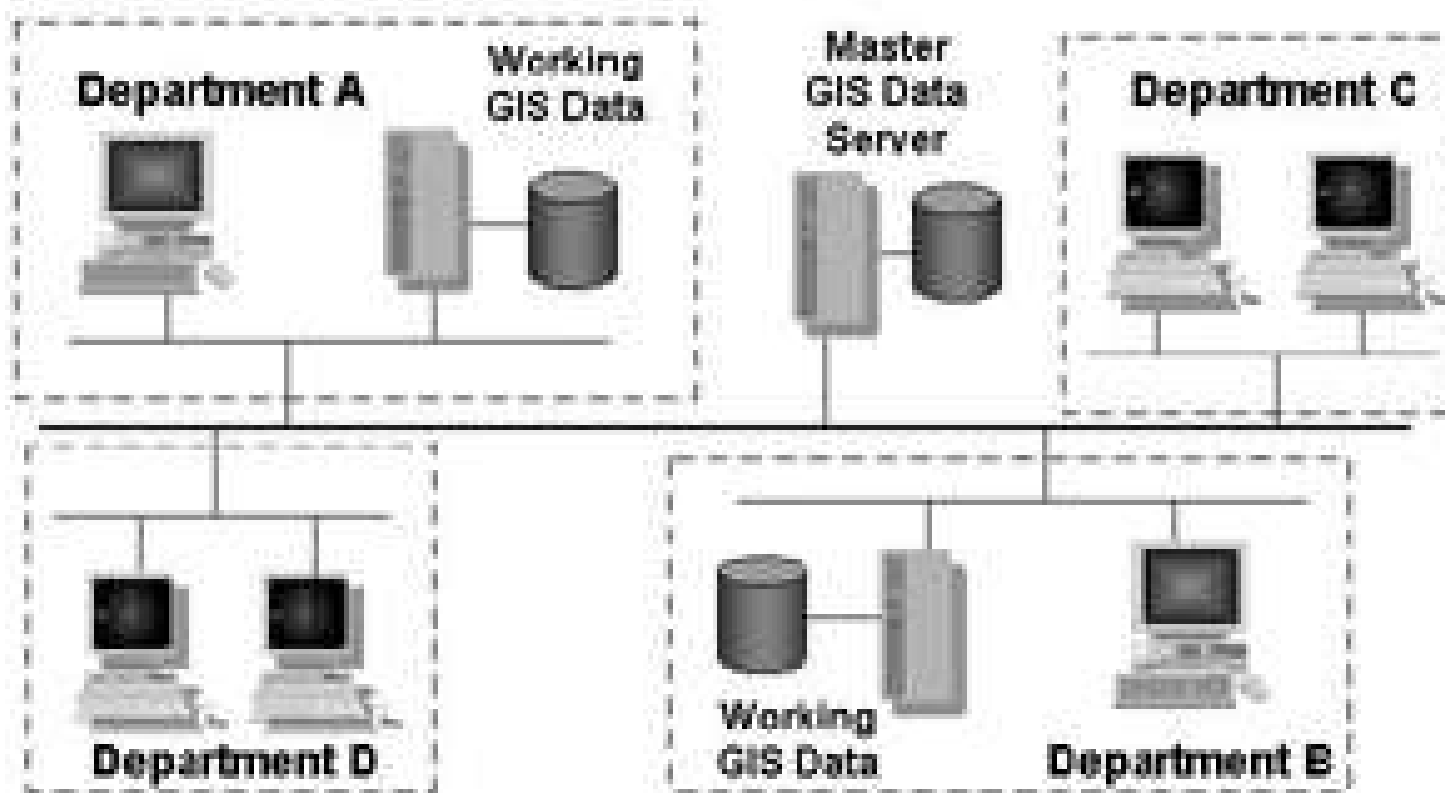 Department A
Working
GIS Data
Master
GIS Data
Server
Department C
Department D
Working
GIS Data
Department B